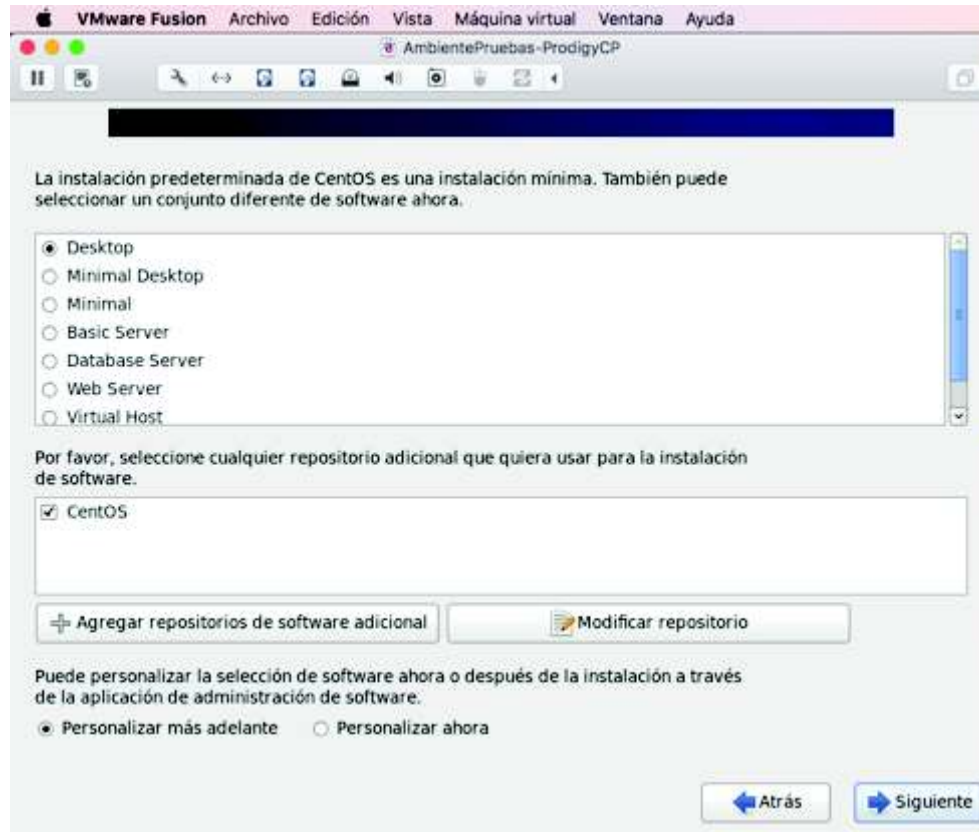 VMware Fusion Archivo Edición Vista Máquina virtual Ventana Ayuda
AmbientePruebas-ProdigyCP
La instalación predeterminada de CentOS es una instalación mínima. También puede
seleccionar un conjunto diferente de software ahora.
Desktop
Minimal Desktop
Minimal
Basic Server
Database Server
Web Server
Virtual Host
Por favor, seleccione cualquier repositorio adicional que quiera usar para la instalación
de software.
CentOS
Agregar repositorios de software adicional Modificar repositorio
Puede personalizar la selección de software ahora o después de la instalación a través
de la aplicación de administración de software.
Personalizar más adelante Personalizar ahora
Atrás Siguiente